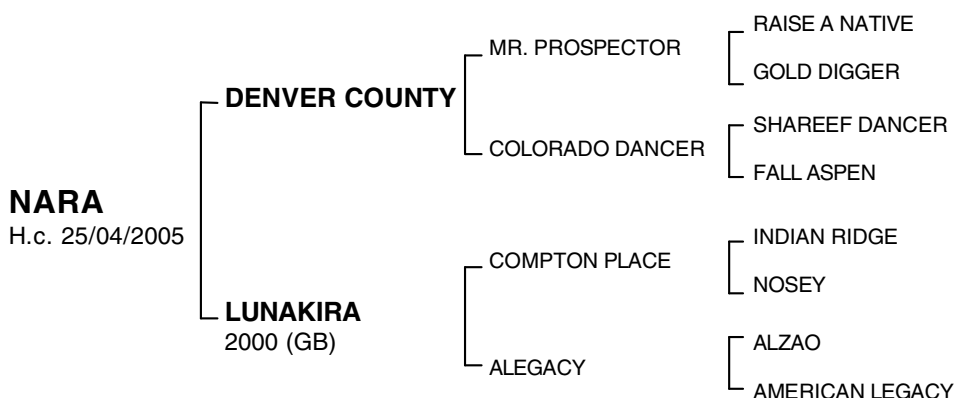 RAISE A NATIVE
MR. PROSPECTOR
GOLD DIGGER
DENVER COUNTY
SHAREEF DANCER
COLORADO DANCER
FALL ASPEN
NARA
H.c. 25/04/2005
INDIAN RIDGE
COMPTON PLACE
NOSEY
LUNAKIRA
2000 (GB)
ALZAO
ALEGACY
AMERICAN LEGACY